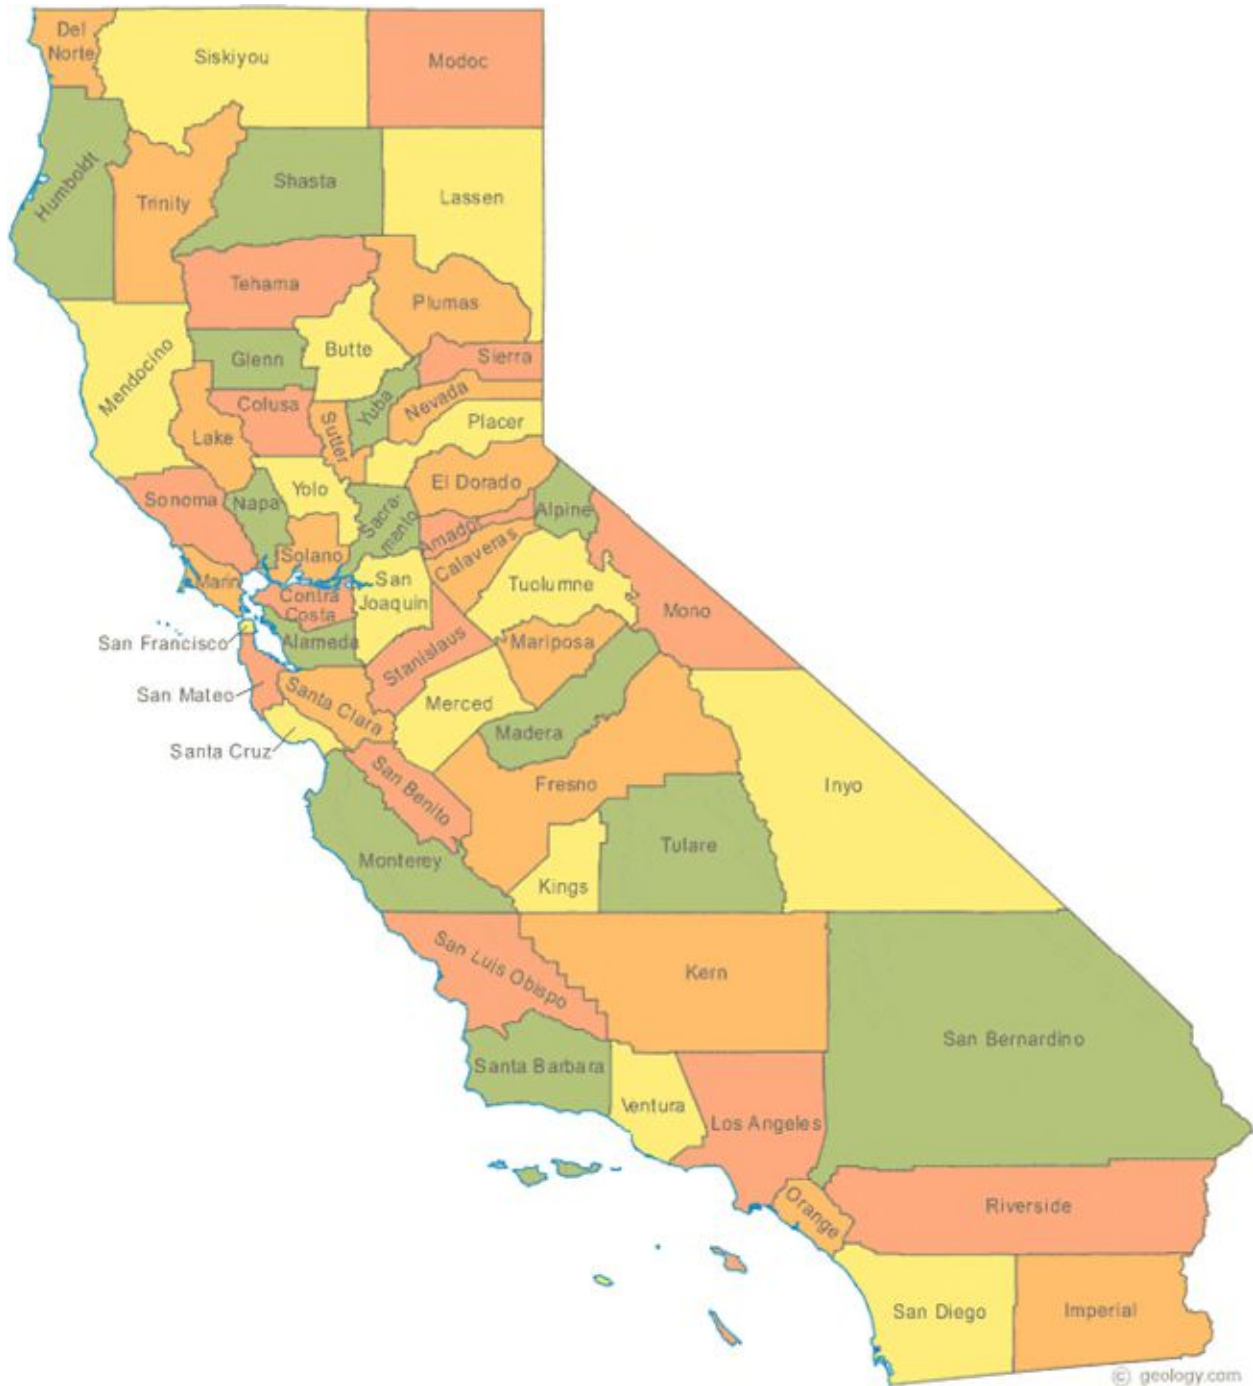 Del
Norte
Siskiyou
Modoc
Humboldt
Trinity
Shasta
Lassen
Tehama
Plumas
Mendocino
Glenn
Butte
Sierra
Colusa
Sutter
Yuba
Nevada
Placer
Lake
Sonoma
Napa
Yolo
Sacra-
mento
El Dorado
Alpine
Amador
Calaveras
Marin
Solano
San
Joaquin
Tuolumne
Mono
Contra
Costa
San Francisco
Alameda
Stanislaus
Mariposa
San Mateo
Santa Clara
Merced
Madera
Santa Cruz
San Benito
Fresno
Inyo
Monterey
Kings
Tulare
San Luis Obispo
Kern
San Bernardino
Santa Barbara
Ventura
Los Angeles
Orange
Riverside
San Diego
Imperial
© geology.com